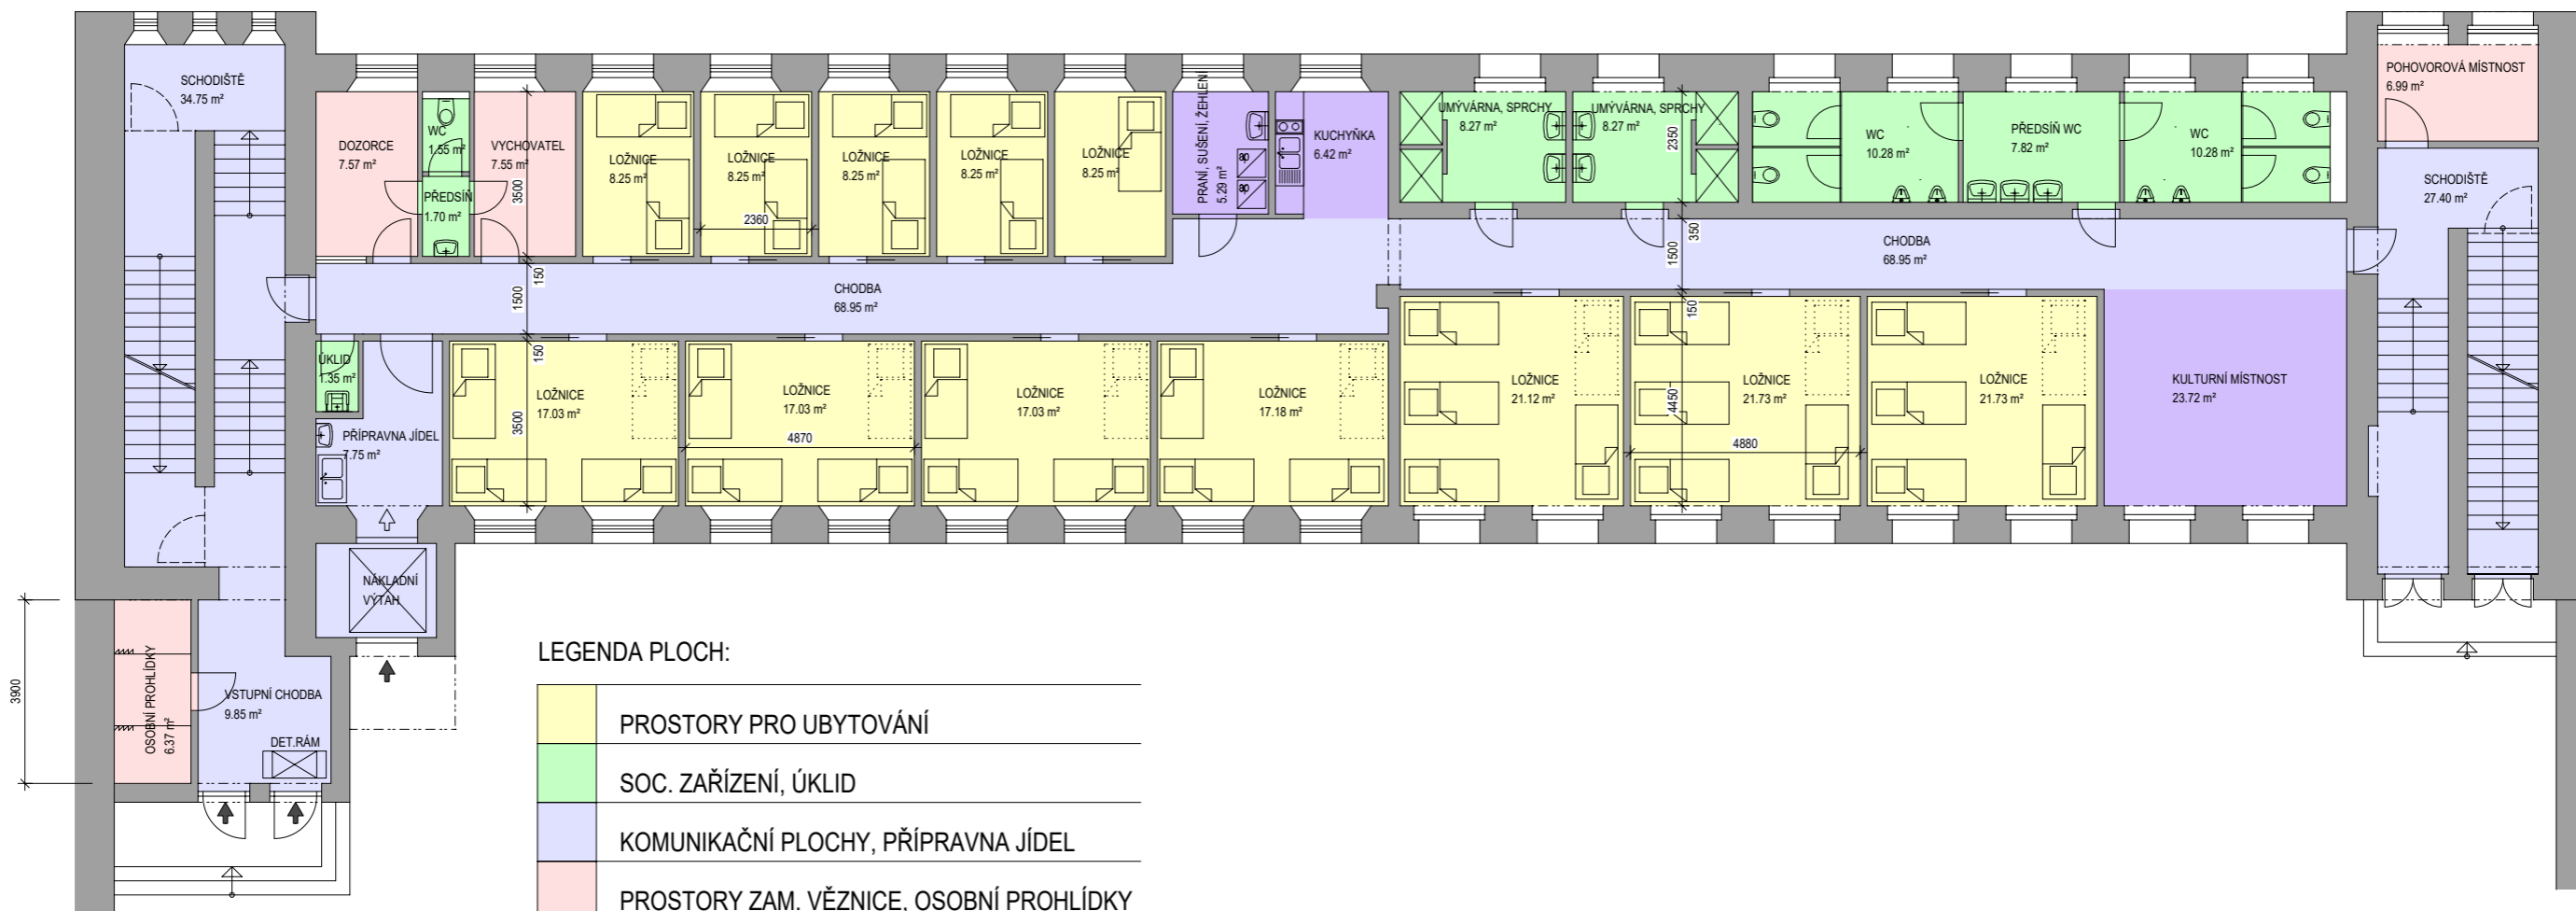 SCHODIŠTĚ
34.75 m²
DOZORCE
7.57 m²
WC
1.55 m²
PŘEDSÍŇ
1.70 m²
VYCHOVATEL
7.55 m²
3500
LOŽNICE
8.25 m²
LOŽNICE
8.25 m²
2360
LOŽNICE
8.25 m²
LOŽNICE
8.25 m²
LOŽNICE
8.25 m²
PRANÍ, SUŠENÍ, ŽEHLENÍ
5.29 m²
KUCHYŇKA
6.42 m²
UMÝVÁRNA, SPRCHY
8.27 m²
UMÝVÁRNA, SPRCHY
8.27 m²
2350
WC
10.28 m²
PŘEDSÍŇ WC
7.82 m²
WC
10.28 m²
POHOVOROVÁ MÍSTNOST
6.99 m²
SCHODIŠTĚ
27.40 m²
150
1500
CHODBA
68.95 m²
350
1500
CHODBA
68.95 m²
150
150
ÚKLID
1.35 m²
PŘÍPRAVNA JÍDEL
7.75 m²
LOŽNICE
17.03 m²
3500
LOŽNICE
17.03 m²
4870
LOŽNICE
17.03 m²
LOŽNICE
17.18 m²
LOŽNICE
21.12 m²
LOŽNICE
21.73 m²
4450
4880
LOŽNICE
21.73 m²
KULTURNÍ MÍSTNOST
23.72 m²
NÁKLADNÍ
VÝTAH
3900
OSOBNÍ PROHLÍDKY
6.37 m²
VSTUPNÍ CHODBA
9.85 m²
DET.RÁM
LEGENDA PLOCH:
PROSTORY PRO UBYTOVÁNÍ
SOC. ZAŘÍZENÍ, ÚKLID
KOMUNIKAČNÍ PLOCHY, PŘÍPRAVNA JÍDEL
PROSTORY ZAM. VĚZNICE, OSOBNÍ PROHLÍDKY